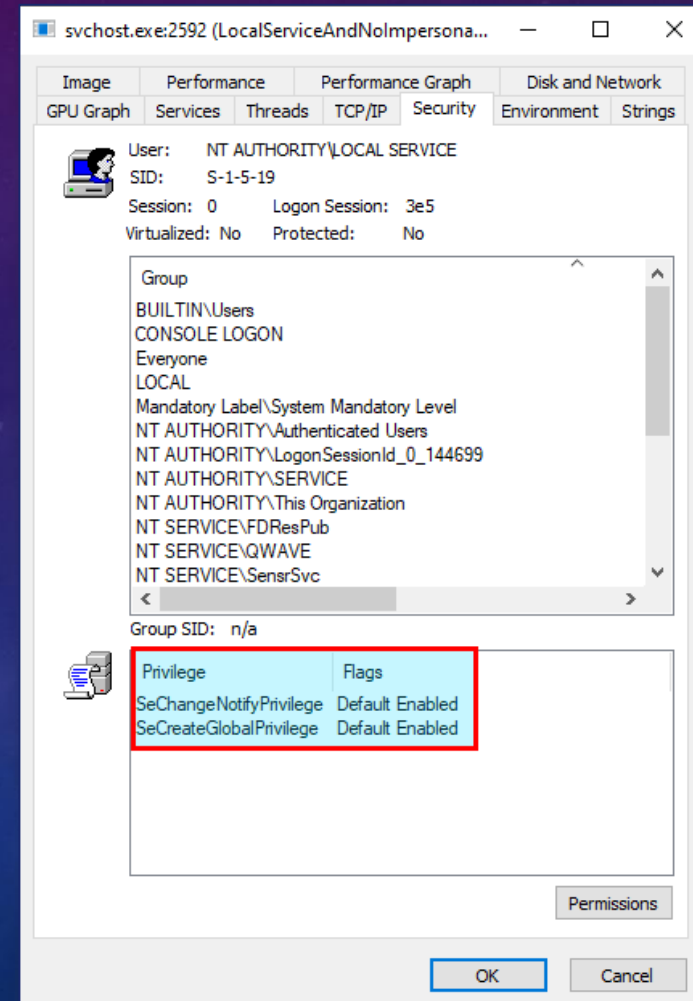 svchost.exe:2592 (LocalServiceAndNoImpersona...
Image Performance Performance Graph Disk and Network
GPU Graph Services Threads TCP/IP Security Environment Strings
User: NT AUTHORITY\LOCAL SERVICE
SID: S-1-5-19
Session: 0 Logon Session: 3e5
Virtualized: No Protected: No
Group
BUILTIN\Users
CONSOLE LOGON
Everyone
LOCAL
Mandatory Label\System Mandatory Level
NT AUTHORITY\Authenticated Users
NT AUTHORITY\LogonSessionId_0_144699
NT AUTHORITY\SERVICE
NT AUTHORITY\This Organization
NT SERVICE\FDResPub
NT SERVICE\QWAVE
NT SERVICE\SensrSvc
Group SID: n/a
Privilege Flags
SeChangeNotifyPrivilege Default Enabled
SeCreateGlobalPrivilege Default Enabled
Permissions
OK Cancel